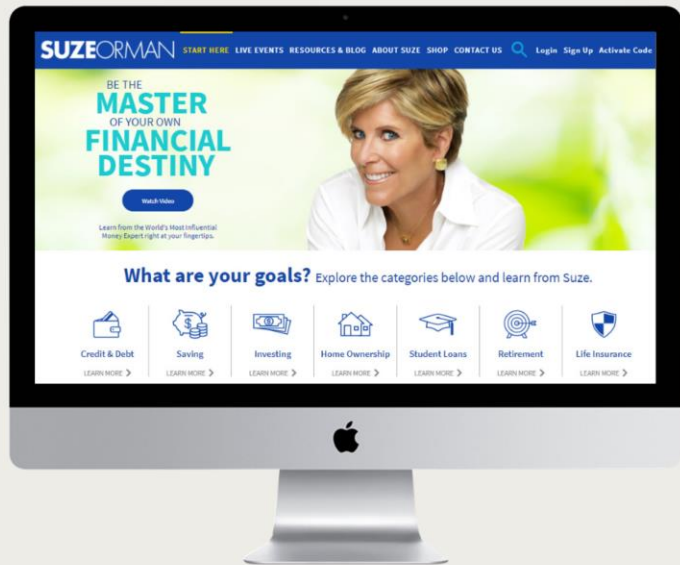 SUZEORMAN START HERE LIVE EVENTS RESOURCES & BLOG ABOUT SUZE SHOP CONTACT US Login Sign Up Activate Code
BE THE
MASTER
OF YOUR OWN
FINANCIAL
DESTINY
Watch Video
Learn from the World's Most Influential
Money Expert right at your fingertips.
What are your goals? Explore the categories below and learn from Suze.
Credit & Debt Saving Investing Home Ownership Student Loans Retirement Life Insurance
LEARN MORE LEARN MORE LEARN MORE LEARN MORE LEARN MORE LEARN MORE LEARN MORE